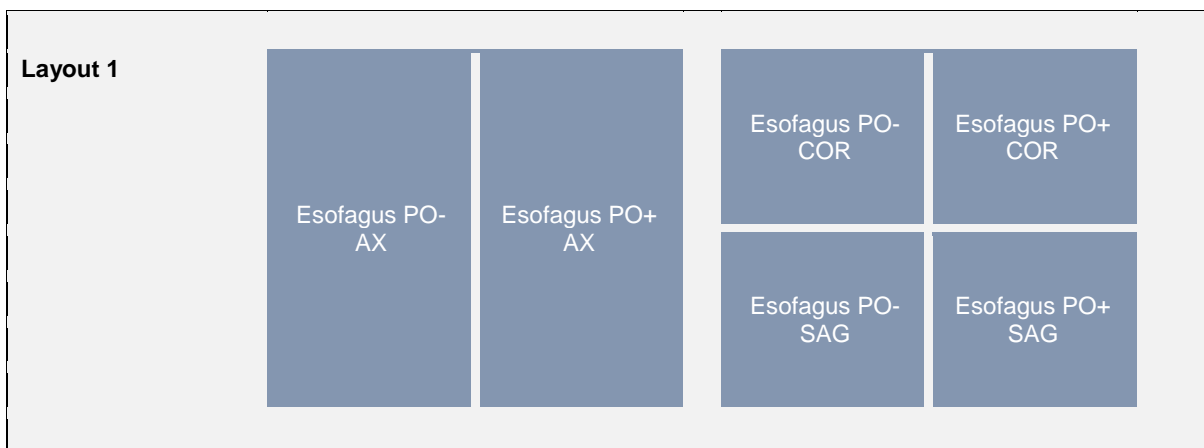 Layout 1
Esofagus PO-
AX
Esofagus PO+
AX
Esofagus PO-
COR
Esofagus PO+
COR
Esofagus PO-
SAG
Esofagus PO+
SAG